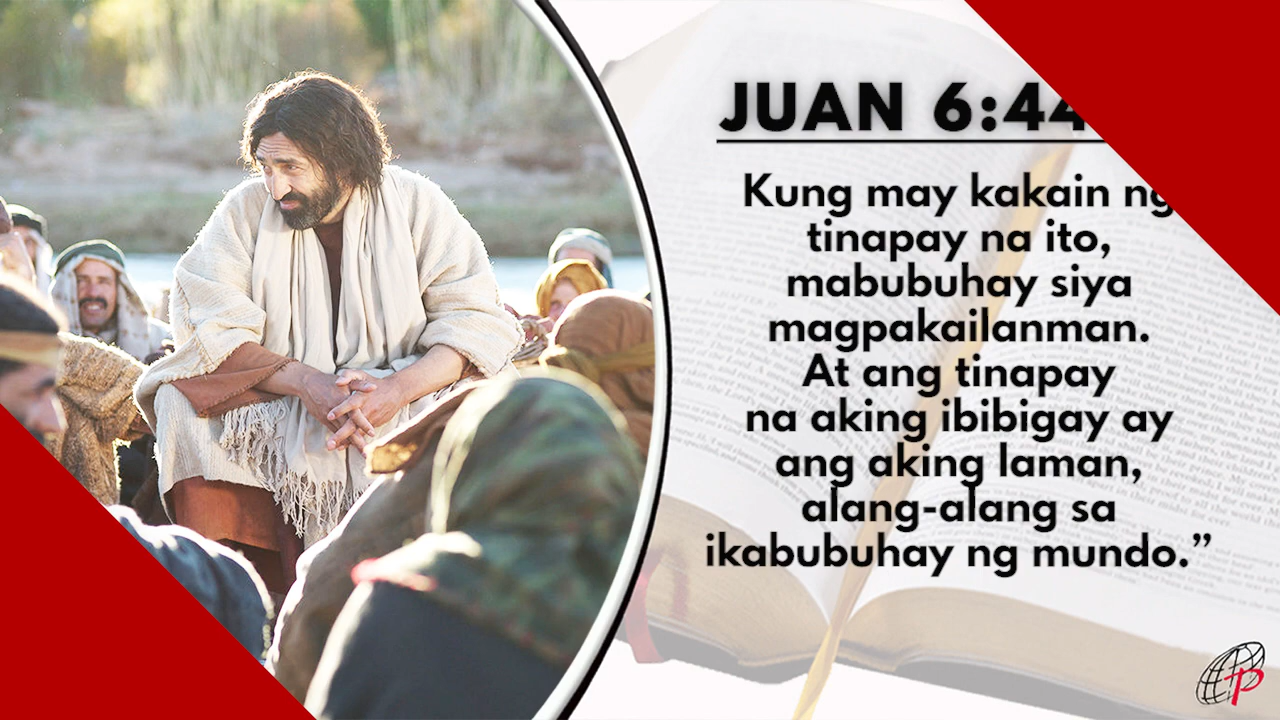 JUAN 6:44
Kung may kakain ng
tinapay na ito,
mabubuhay siya
magpakailanman.
At ang tinapay
na aking ibibigay ay
ang aking laman,
alang-alang sa
ikabubuhay ng mundo.”